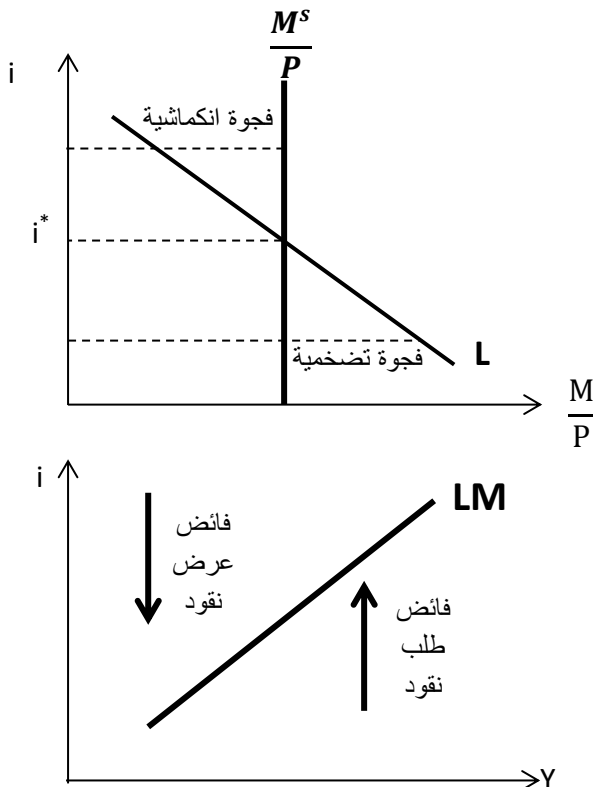 M^s
P
i
فجوة انكماشية
i*
فجوة تضخمية
L
M
P
i
LM
فائض
عرض
نقود
فائض
طلب
نقود
Y